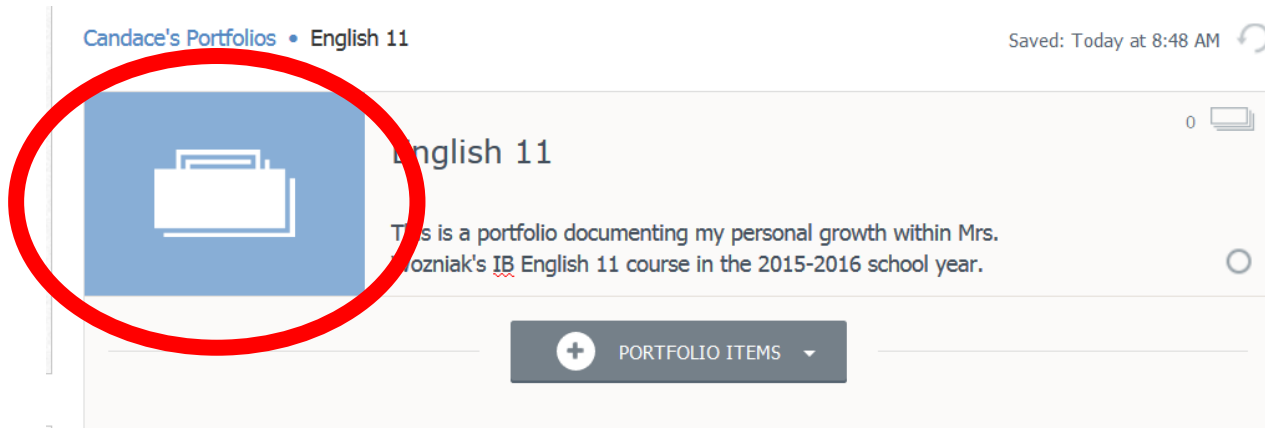 Candace's Portfolios • English 11
Saved: Today at 8:48 AM
0
English 11
This is a portfolio documenting my personal growth within Mrs.
Wozniak's IB English 11 course in the 2015-2016 school year.
PORTFOLIO ITEMS